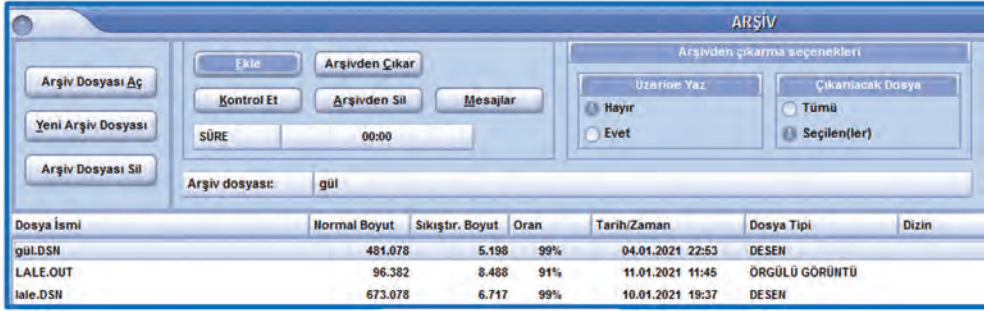 ARŞİV
Arşiv Dosyası Aç
Yeni Arşiv Dosyası
Arşiv Dosyası Sil
Ekle
Arşivden Çıkar
Kontrol Et
Arşivden Sil
Mesajlar
SÜRE 00:00
Arşivden çıkarma seçenekleri
Üzerine Yaz
Hayır
Evet
Çıkarılacak Dosya
Tümü
Seçilen(ler)
Arşiv dosyası: gül
Dosya İsmi Normal Boyut Sıkıştır. Boyut Oran Tarih/Zaman Dosya Tipi Dizin
gül.DSN 481.078 5.198 99% 04.01.2021 22:53 DESEN
LALE.OUT 96.382 8.488 91% 11.01.2021 11:45 ÖRGÜLÜ GÖRÜNTÜ
lale.DSN 673.078 6.717 99% 10.01.2021 19:37 DESEN